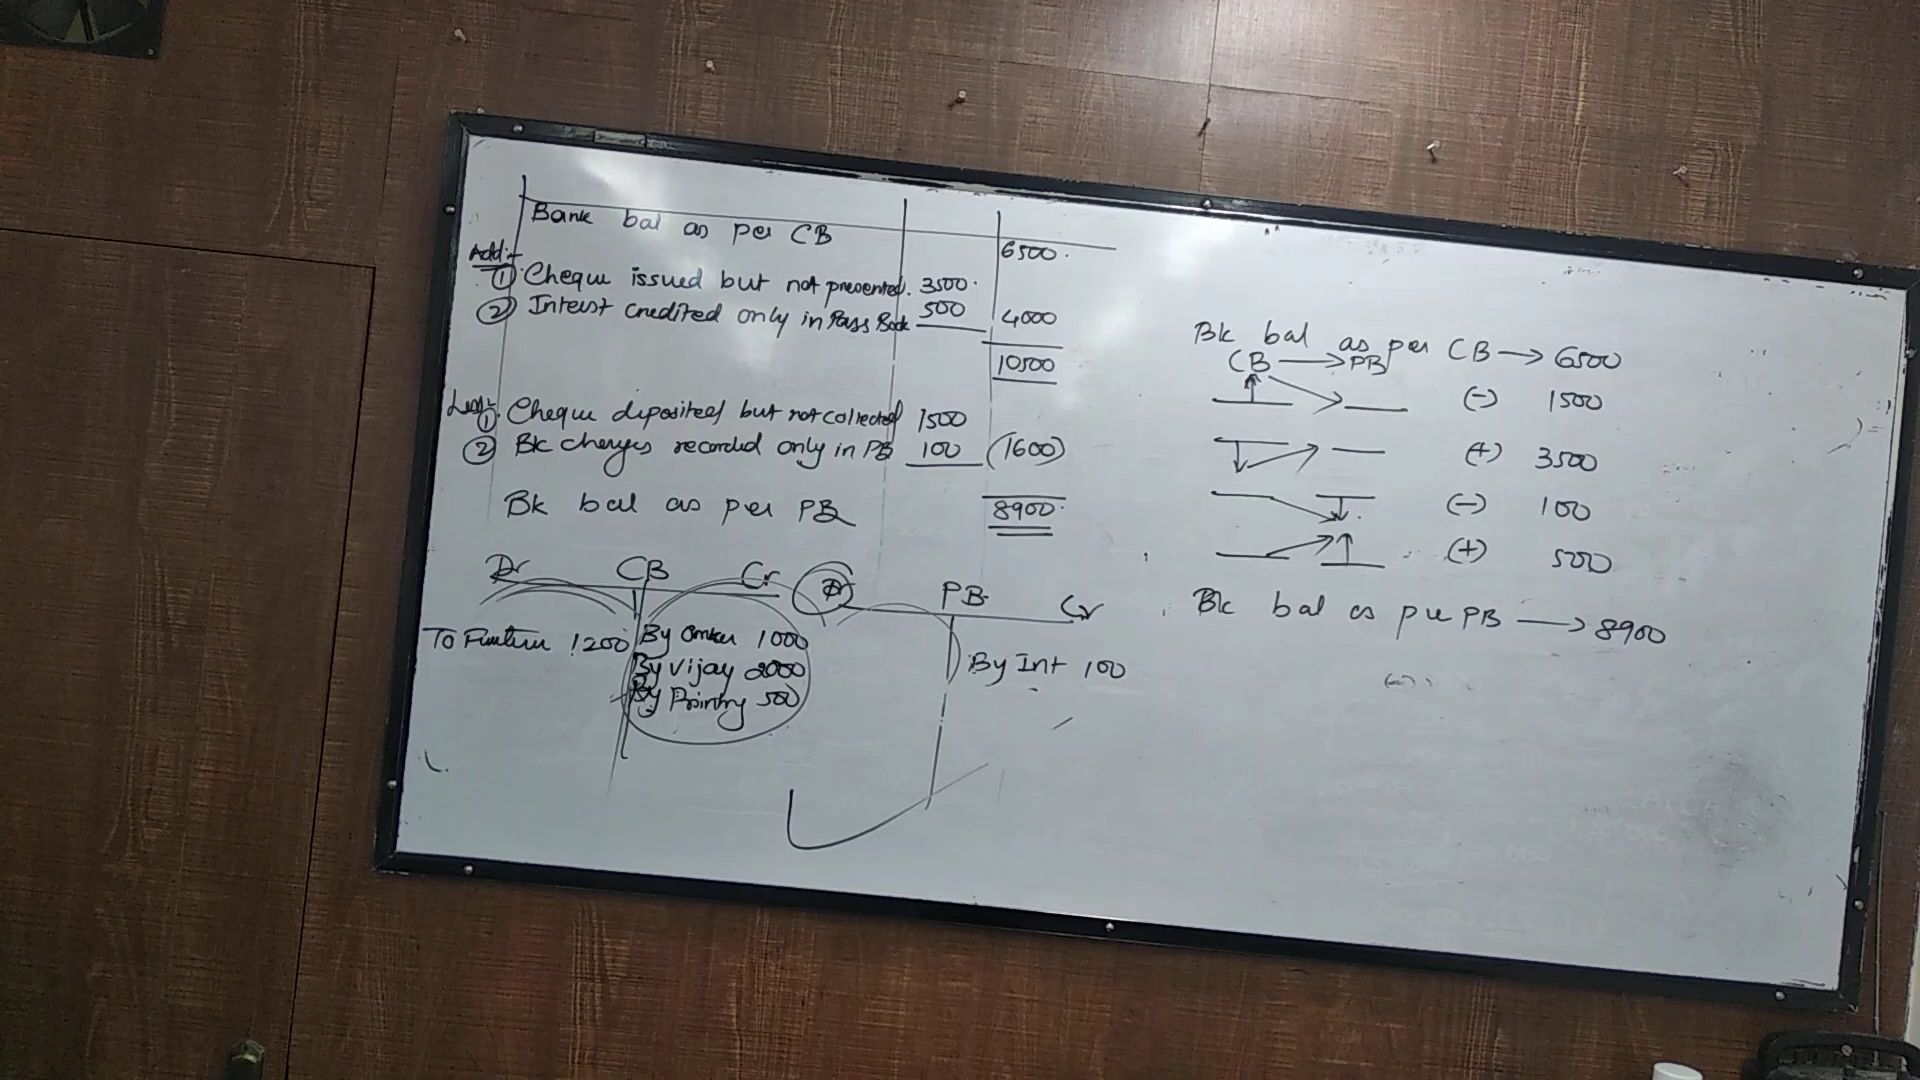 Bank bal as per CB 6500.
Add:-
① Cheque issued but not presented. 3500.
② Interest credited only in Pass Book 500 4000
10500
Less:-
① Cheque deposited but not collected 1500
② Bk charges recorded only in PB 100 (1600)
Bk bal as per PB 8900.
Dr CB Cr
To Furniture 1200 By Omkar 1000
By Vijay 2000
By Printing 500
Dr PB Cr
By Int 100
Bk bal as per CB → 6500
CB → PB
(-) 1500
(+) 3500
(-) 100
(+) 500
Bk bal as per PB → 8900